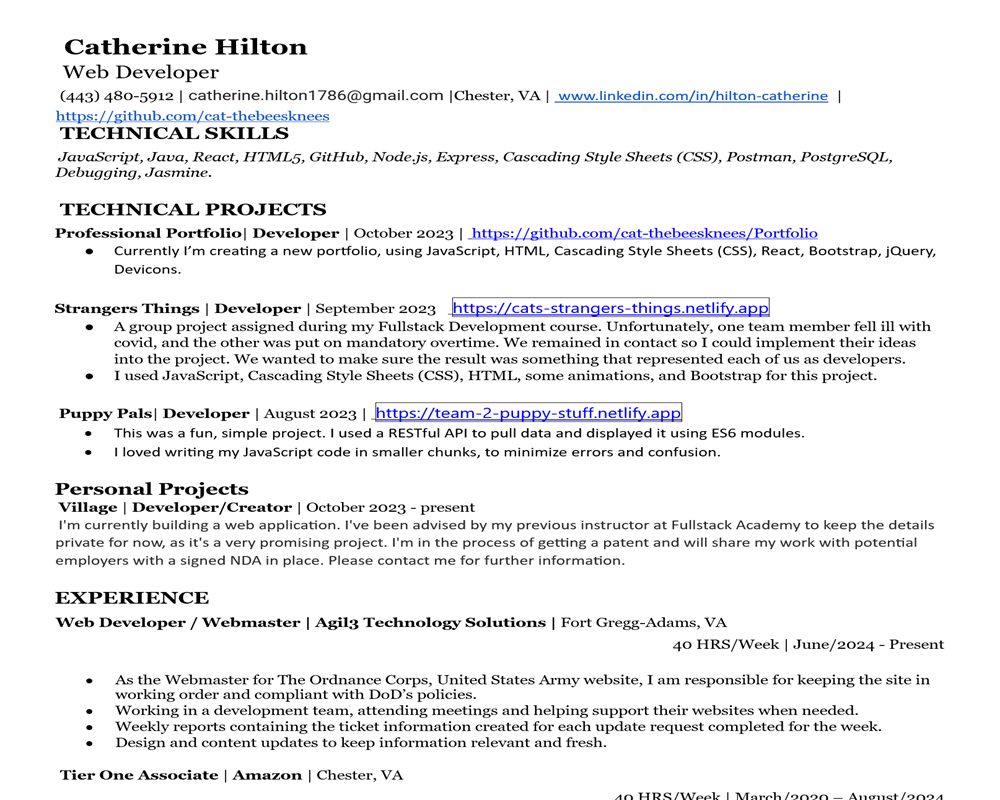 Catherine Hilton
Web Developer
(443) 480-5912 | catherine.hilton1786@gmail.com |Chester, VA | www.linkedin.com/in/hilton-catherine |
https://github.com/cat-thebeesknees
TECHNICAL SKILLS
JavaScript, Java, React, HTML5, GitHub, Node.js, Express, Cascading Style Sheets (CSS), Postman, PostgreSQL,
Debugging, Jasmine.
TECHNICAL PROJECTS
Professional Portfolio| Developer | October 2023 | https://github.com/cat-thebeesknees/Portfolio
● Currently I’m creating a new portfolio, using JavaScript, HTML, Cascading Style Sheets (CSS), React, Bootstrap, jQuery,
Devicons.
Strangers Things | Developer | September 2023 https://cats-strangers-things.netlify.app
● A group project assigned during my Fullstack Development course. Unfortunately, one team member fell ill with
covid, and the other was put on mandatory overtime. We remained in contact so I could implement their ideas
into the project. We wanted to make sure the result was something that represented each of us as developers.
● I used JavaScript, Cascading Style Sheets (CSS), HTML, some animations, and Bootstrap for this project.
Puppy Pals| Developer | August 2023 | https://team-2-puppy-stuff.netlify.app
● This was a fun, simple project. I used a RESTful API to pull data and displayed it using ES6 modules.
● I loved writing my JavaScript code in smaller chunks, to minimize errors and confusion.
Personal Projects
Village | Developer/Creator | October 2023 - present
I'm currently building a web application. I've been advised by my previous instructor at Fullstack Academy to keep the details
private for now, as it's a very promising project. I'm in the process of getting a patent and will share my work with potential
employers with a signed NDA in place. Please contact me for further information.
EXPERIENCE
Web Developer / Webmaster | Agil3 Technology Solutions | Fort Gregg-Adams, VA
40 HRS/Week | June/2024 - Present
● As the Webmaster for The Ordnance Corps, United States Army website, I am responsible for keeping the site in
working order and compliant with DoD’s policies.
● Working in a development team, attending meetings and helping support their websites when needed.
● Weekly reports containing the ticket information created for each update request completed for the week.
● Design and content updates to keep information relevant and fresh.
Tier One Associate | Amazon | Chester, VA
40 HRS/Week | March/2020 – August/2024